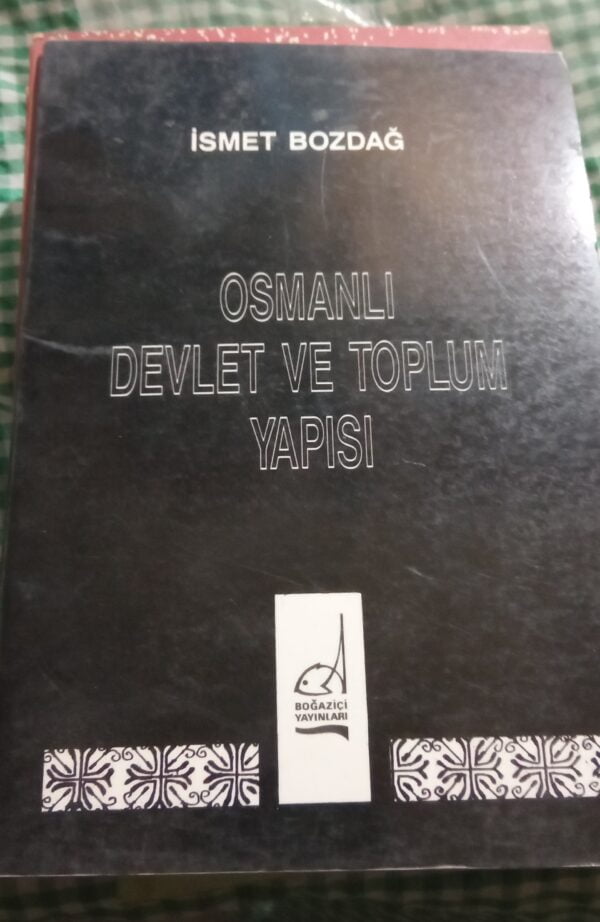 İSMET BOZDAĞ
OSMANLI
DEVLET VE TOPLUM
YAPISI
BOĞAZİÇİ
YAYINLARI